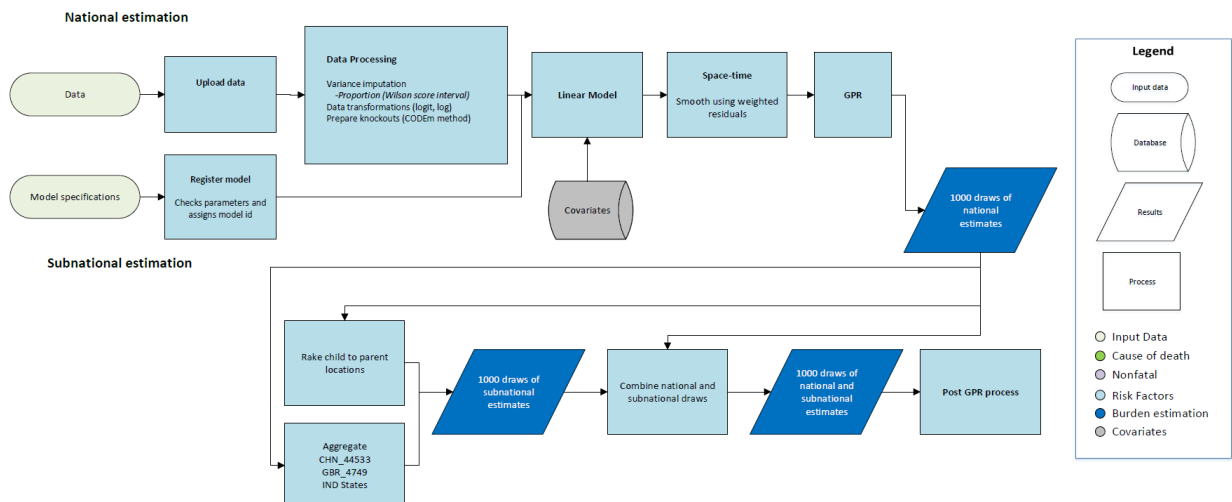 National estimation
Data
Upload data
Data Processing
Variance imputation
-Proportion (Wilson score interval)
Data transformations (logit, log)
Prepare knockouts (CODEm method)
Linear Model
Space-time
Smooth using weighted
residuals
GPR
Model specifications
Register model
Checks parameters and
assigns model id
Covariates
1000 draws of
national
estimates
Subnational estimation
Rake child to parent
locations
Aggregate
CHN_44533
GBR_4749
IND States
1000 draws of
subnational
estimates
Combine national and
subnational draws
1000 draws of
national and
subnational
estimates
Post GPR process
Legend
Input data
Database
Results
Process
Input Data
Cause of death
Nonfatal
Risk Factors
Burden estimation
Covariates